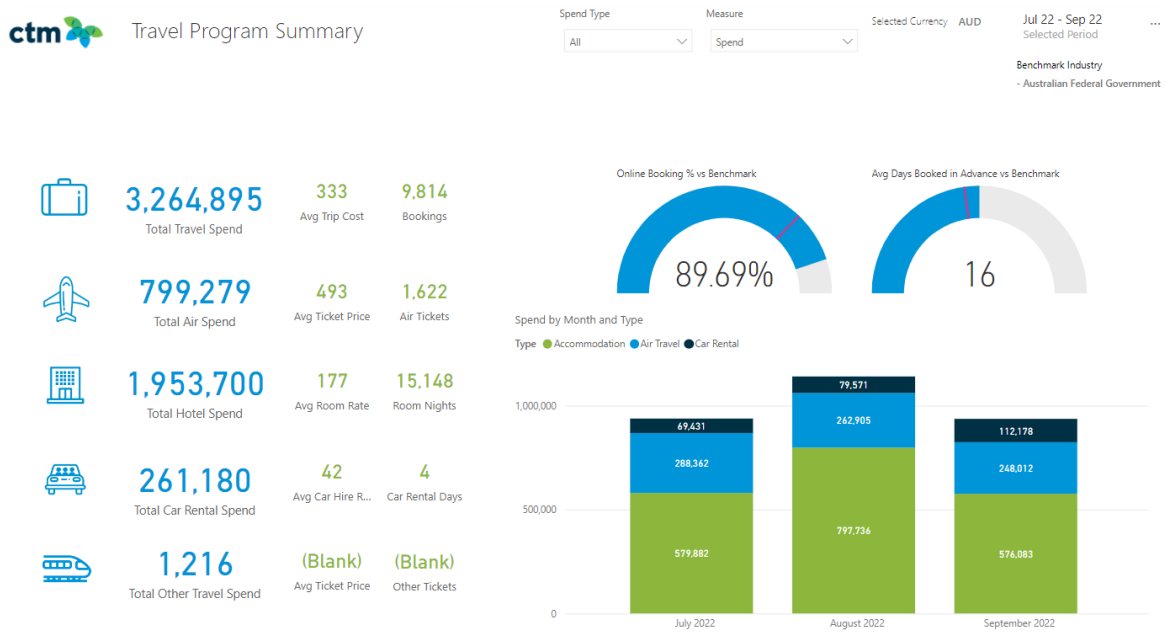 ctm
Travel Program Summary
Spend Type
All
Measure
Spend
Selected Currency AUD
Jul 22 - Sep 22
Selected Period
...
Benchmark Industry
- Australian Federal Government
3,264,895
Total Travel Spend
333
Avg Trip Cost
9,814
Bookings
799,279
Total Air Spend
493
Avg Ticket Price
1,622
Air Tickets
1,953,700
Total Hotel Spend
177
Avg Room Rate
15,148
Room Nights
261,180
Total Car Rental Spend
42
Avg Car Hire R...
4
Car Rental Days
1,216
Total Other Travel Spend
(Blank)
Avg Ticket Price
(Blank)
Other Tickets
Online Booking % vs Benchmark
89.69%
Avg Days Booked in Advance vs Benchmark
16
Spend by Month and Type
Type Accommodation Air Travel Car Rental
1,000,000
500,000
0
69,431
288,362
579,882
July 2022
79,571
262,905
797,736
August 2022
112,178
248,012
576,083
September 2022